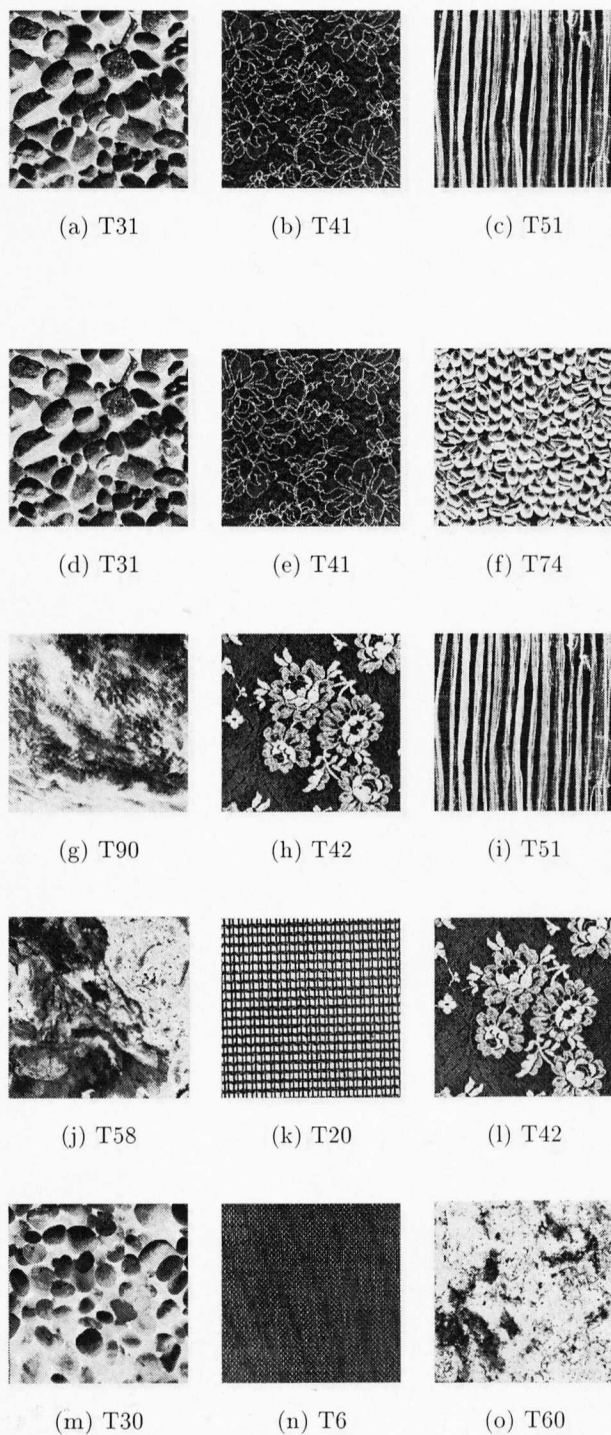 (a) T31 (b) T41 (c) T51
(d) T31 (e) T41 (f) T74
(g) T90 (h) T42 (i) T51
(j) T58 (k) T20 (l) T42
(m) T30 (n) T6 (o) T60